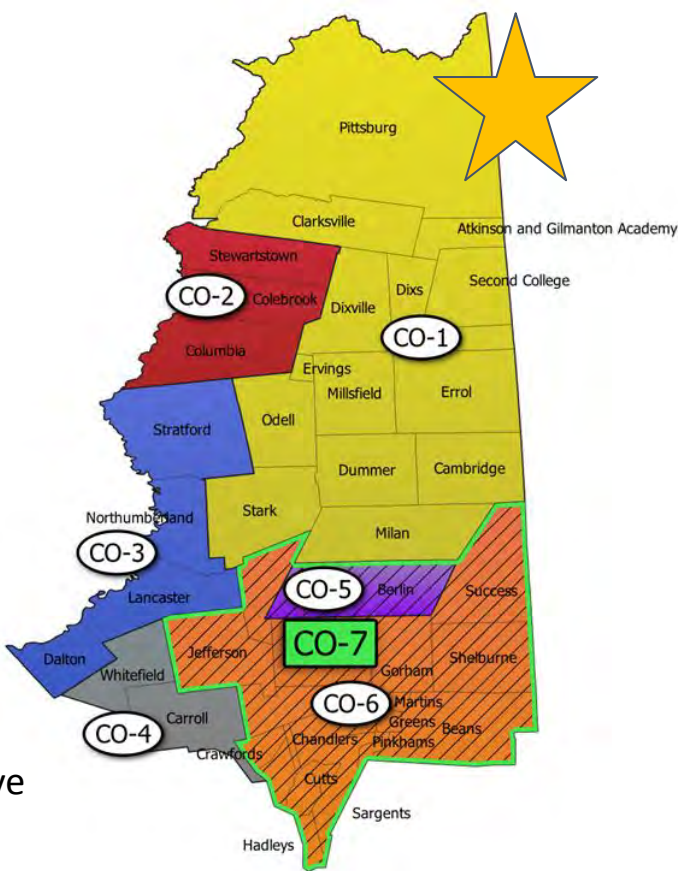 Pittsburg
Clarksville
Atkinson and Gilmanton Academy
Stewartstown
Second College
CO-2
Colebrook
Dixville
Dixs
CO-1
Columbia
Ervings
Millsfield
Errol
Stratford
Odell
Dummer
Cambridge
Northumberland
Stark
Milan
CO-3
CO-5
Berlin
Success
Lancaster
CO-7
Dalton
Whitefield
Jefferson
Gorham
Shelburne
CO-6
Martins
Carroll
Greens
Beans
CO-4
Chandlers
Pinkhams
Crawfords
Cutts
ve
Sargents
Hadleys